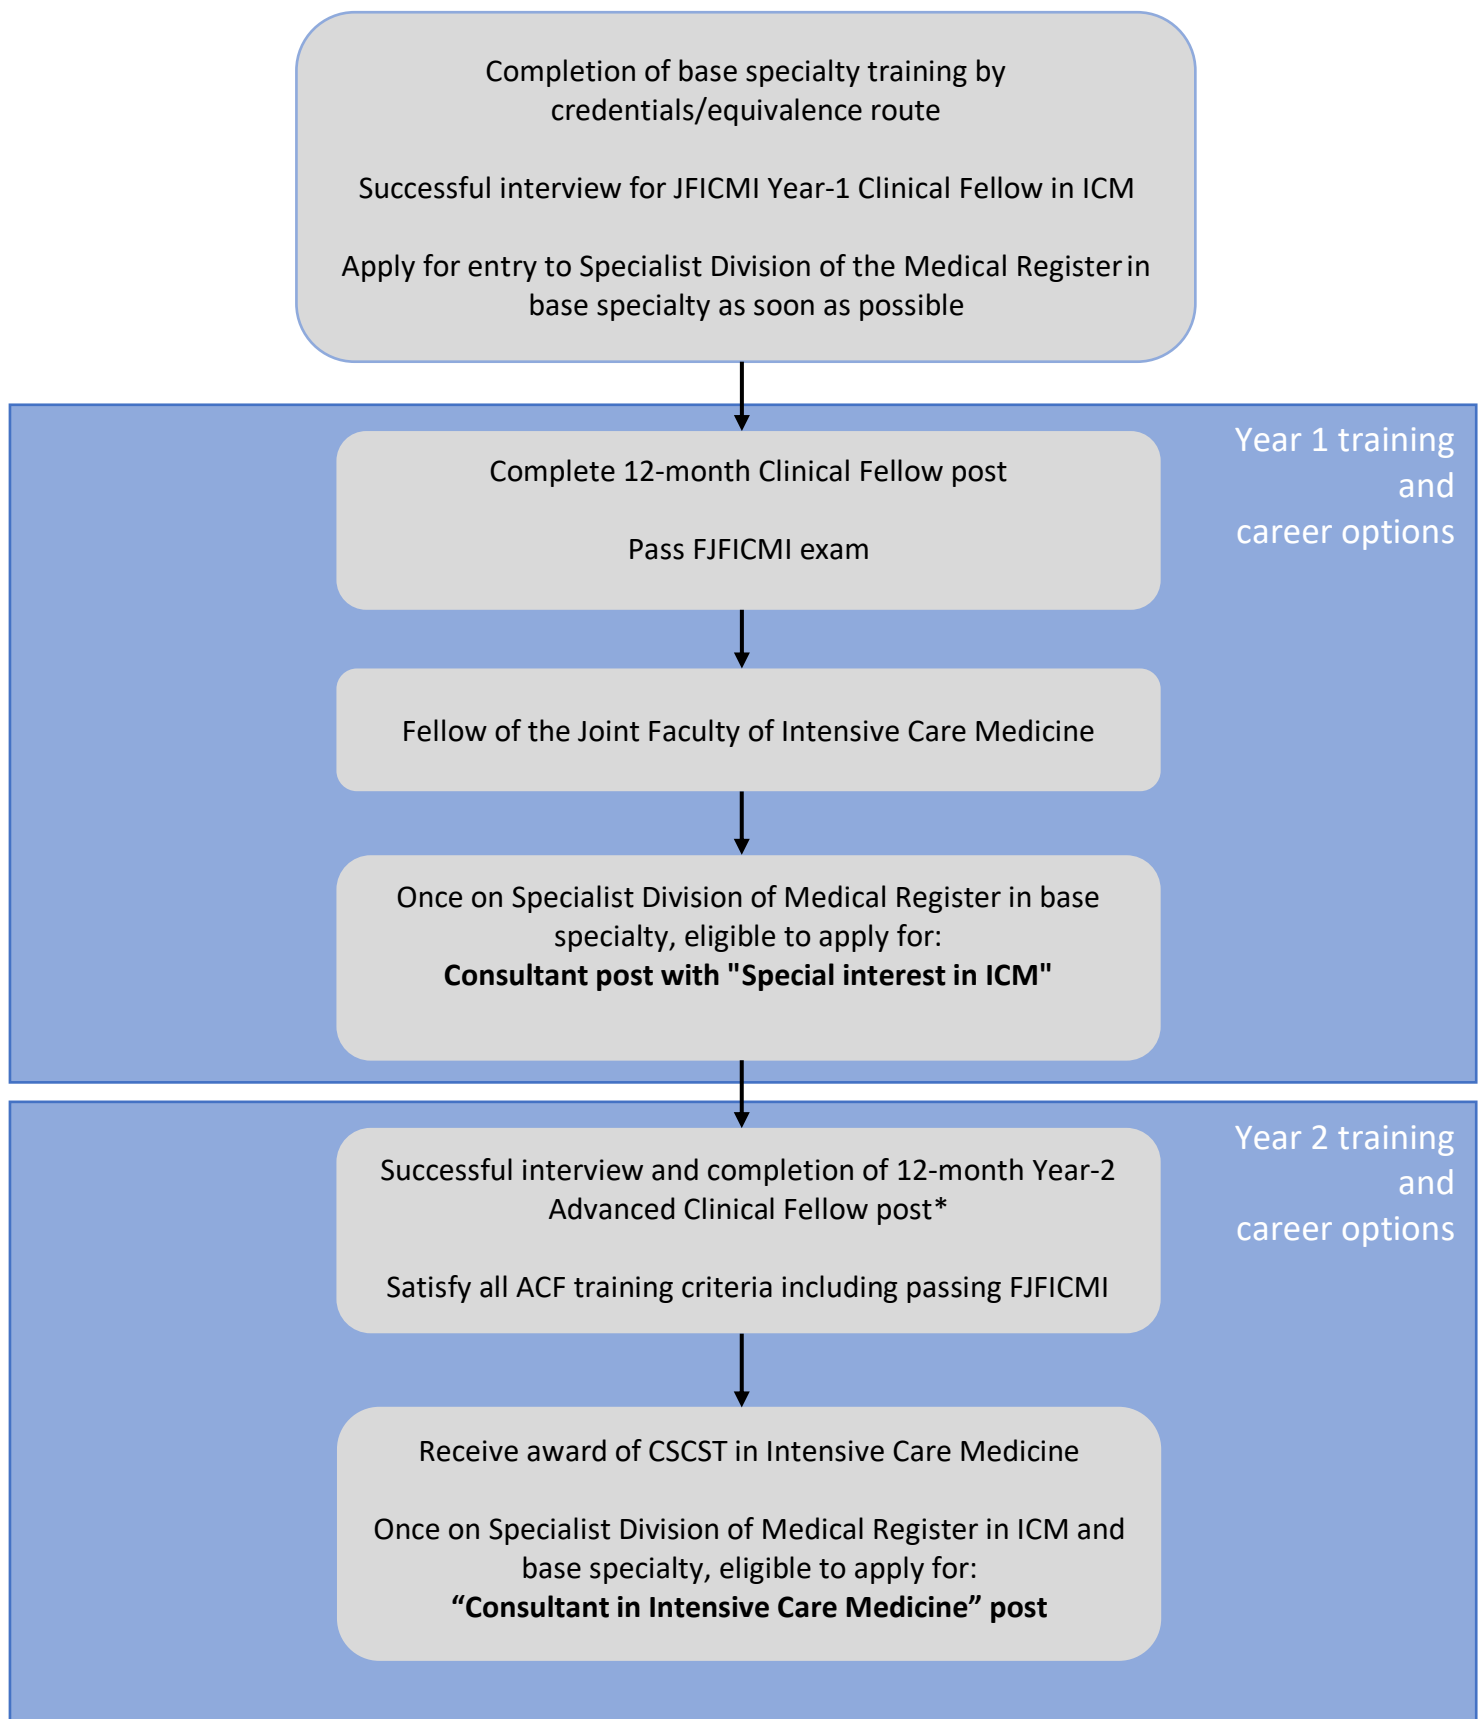 Completion of base specialty training by
credentials/equivalence route
Successful interview for JFICMI Year-1 Clinical Fellow in ICM
Apply for entry to Specialist Division of the Medical Register in
base specialty as soon as possible
Year 1 training
and
career options
Complete 12-month Clinical Fellow post
Pass FJFICMI exam
Fellow of the Joint Faculty of Intensive Care Medicine
Once on Specialist Division of Medical Register in base
specialty, eligible to apply for:
Consultant post with "Special interest in ICM"
Year 2 training
and
career options
Successful interview and completion of 12-month Year-2
Advanced Clinical Fellow post*
Satisfy all ACF training criteria including passing FJFICMI
Receive award of CSCST in Intensive Care Medicine
Once on Specialist Division of Medical Register in ICM and
base specialty, eligible to apply for:
“Consultant in Intensive Care Medicine” post